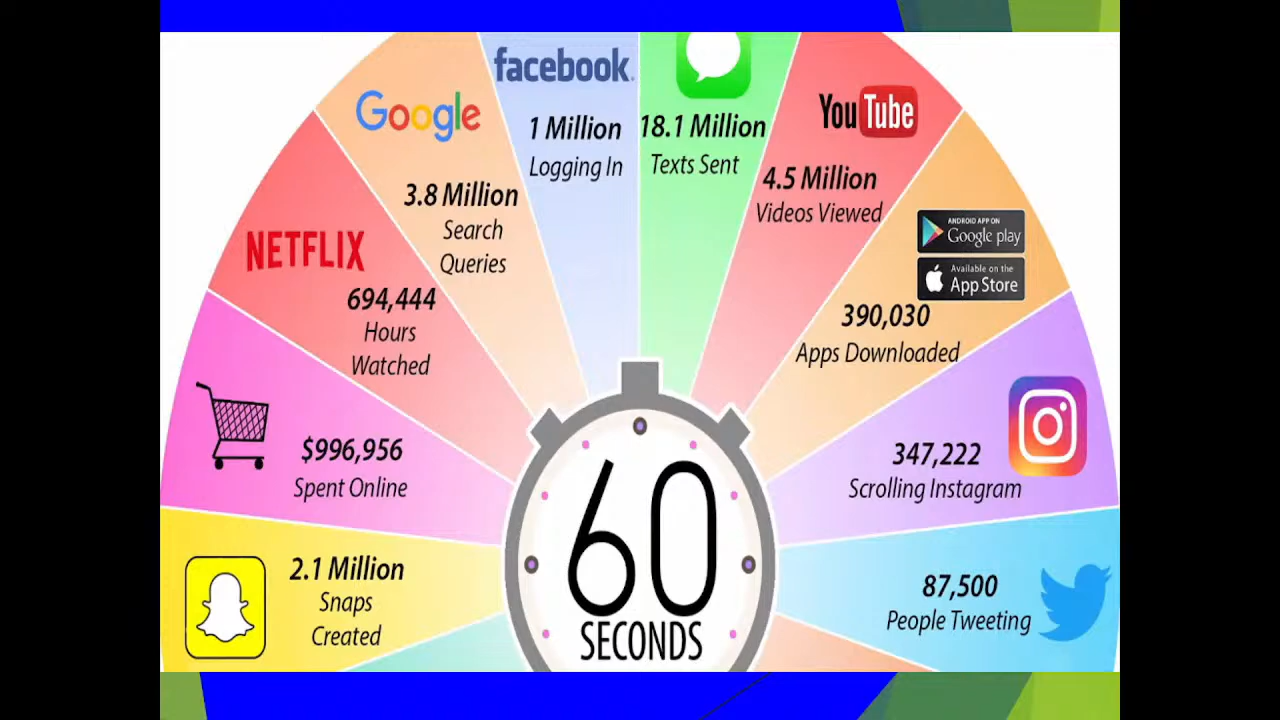 facebook
1 Million
Logging In
18.1 Million
Texts Sent
YouTube
4.5 Million
Videos Viewed
Google
3.8 Million
Search
Queries
ANDROID APP ON
Google play
Available on the
App Store
390,030
Apps Downloaded
NETFLIX
694,444
Hours
Watched
347,222
Scrolling Instagram
$996,956
Spent Online
87,500
People Tweeting
2.1 Million
Snaps
Created
60
SECONDS